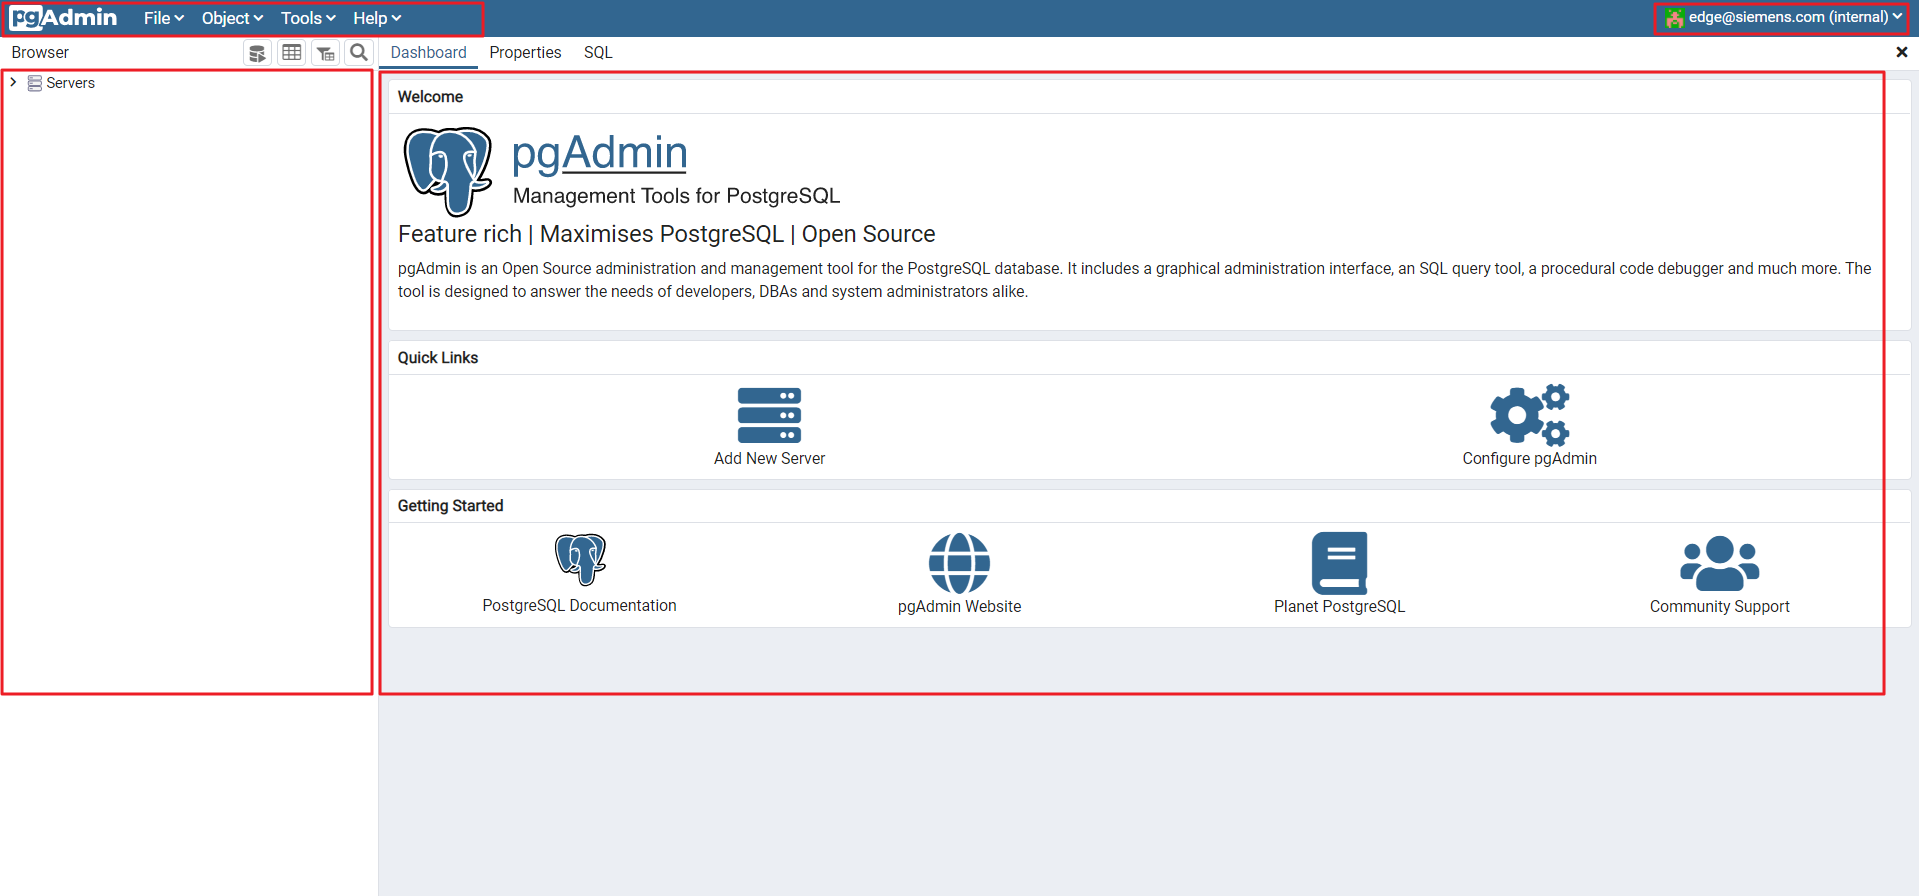 pgAdmin File Object Tools Help edge@siemens.com (internal)
Browser Dashboard Properties SQL
Servers
Welcome
pgAdmin
Management Tools for PostgreSQL
Feature rich | Maximises PostgreSQL | Open Source
pgAdmin is an Open Source administration and management tool for the PostgreSQL database. It includes a graphical administration interface, an SQL query tool, a procedural code debugger and much more. The
tool is designed to answer the needs of developers, DBAs and system administrators alike.
Quick Links
Add New Server Configure pgAdmin
Getting Started
PostgreSQL Documentation pgAdmin Website Planet PostgreSQL Community Support